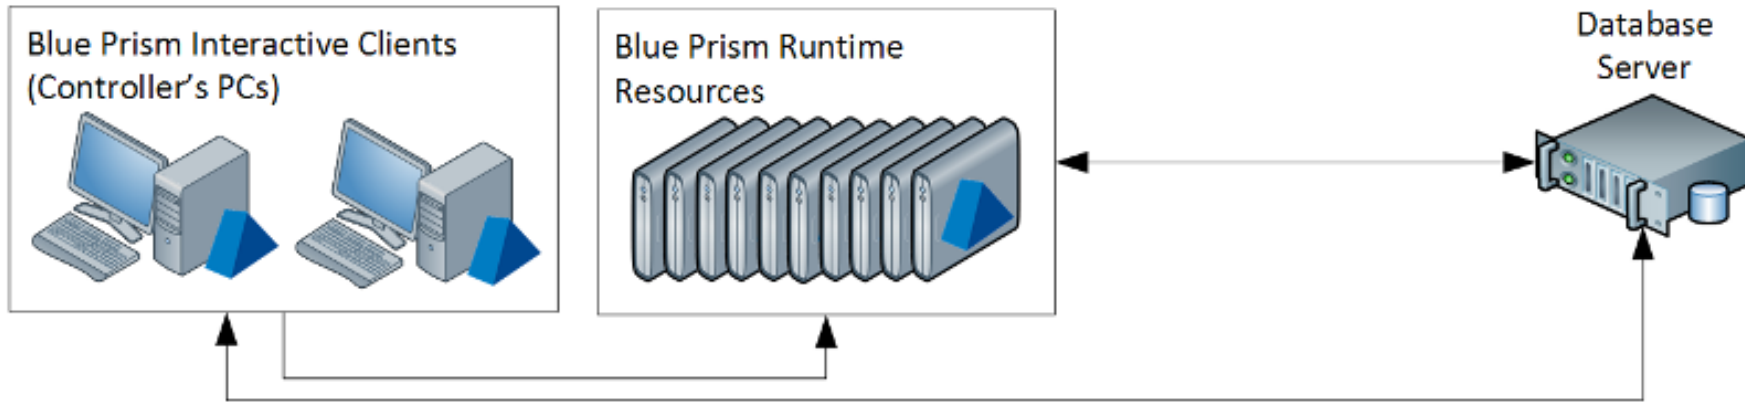 Blue Prism Interactive Clients
(Controller's PCs)
Blue Prism Runtime
Resources
Database
Server